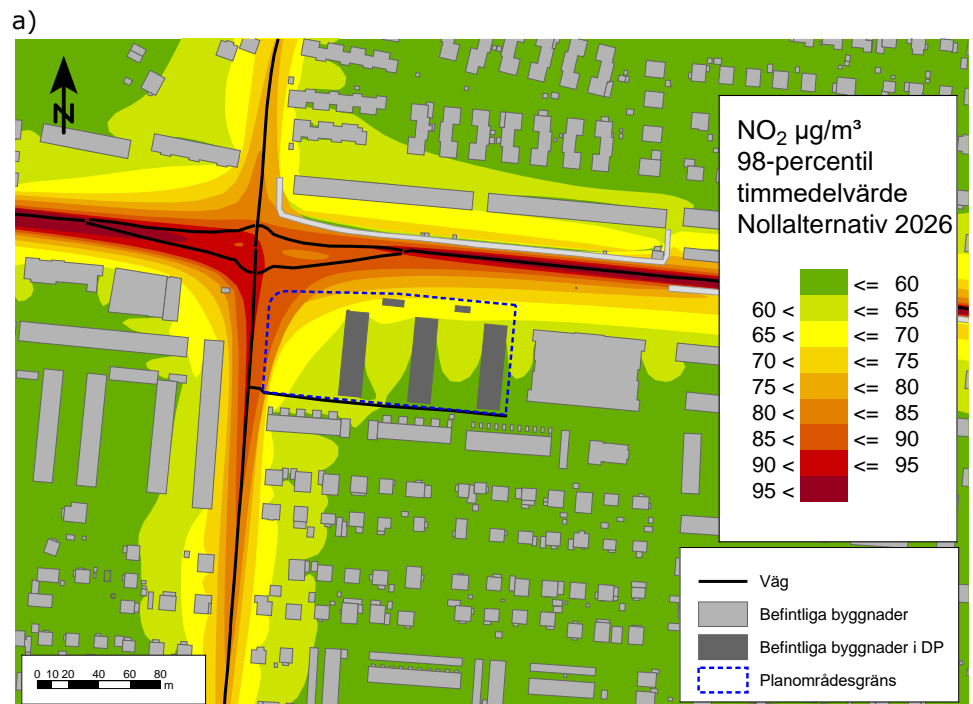 a)
N
NO₂ µg/m³
98-percentil
timmedelvärde
Nollalternativ 2026
<= 60
60 < <= 65
65 < <= 70
70 < <= 75
75 < <= 80
80 < <= 85
85 < <= 90
90 < <= 95
95 <
Väg
Befintliga byggnader
Befintliga byggnader i DP
Planområdesgräns
0 10 20 40 60 80
m